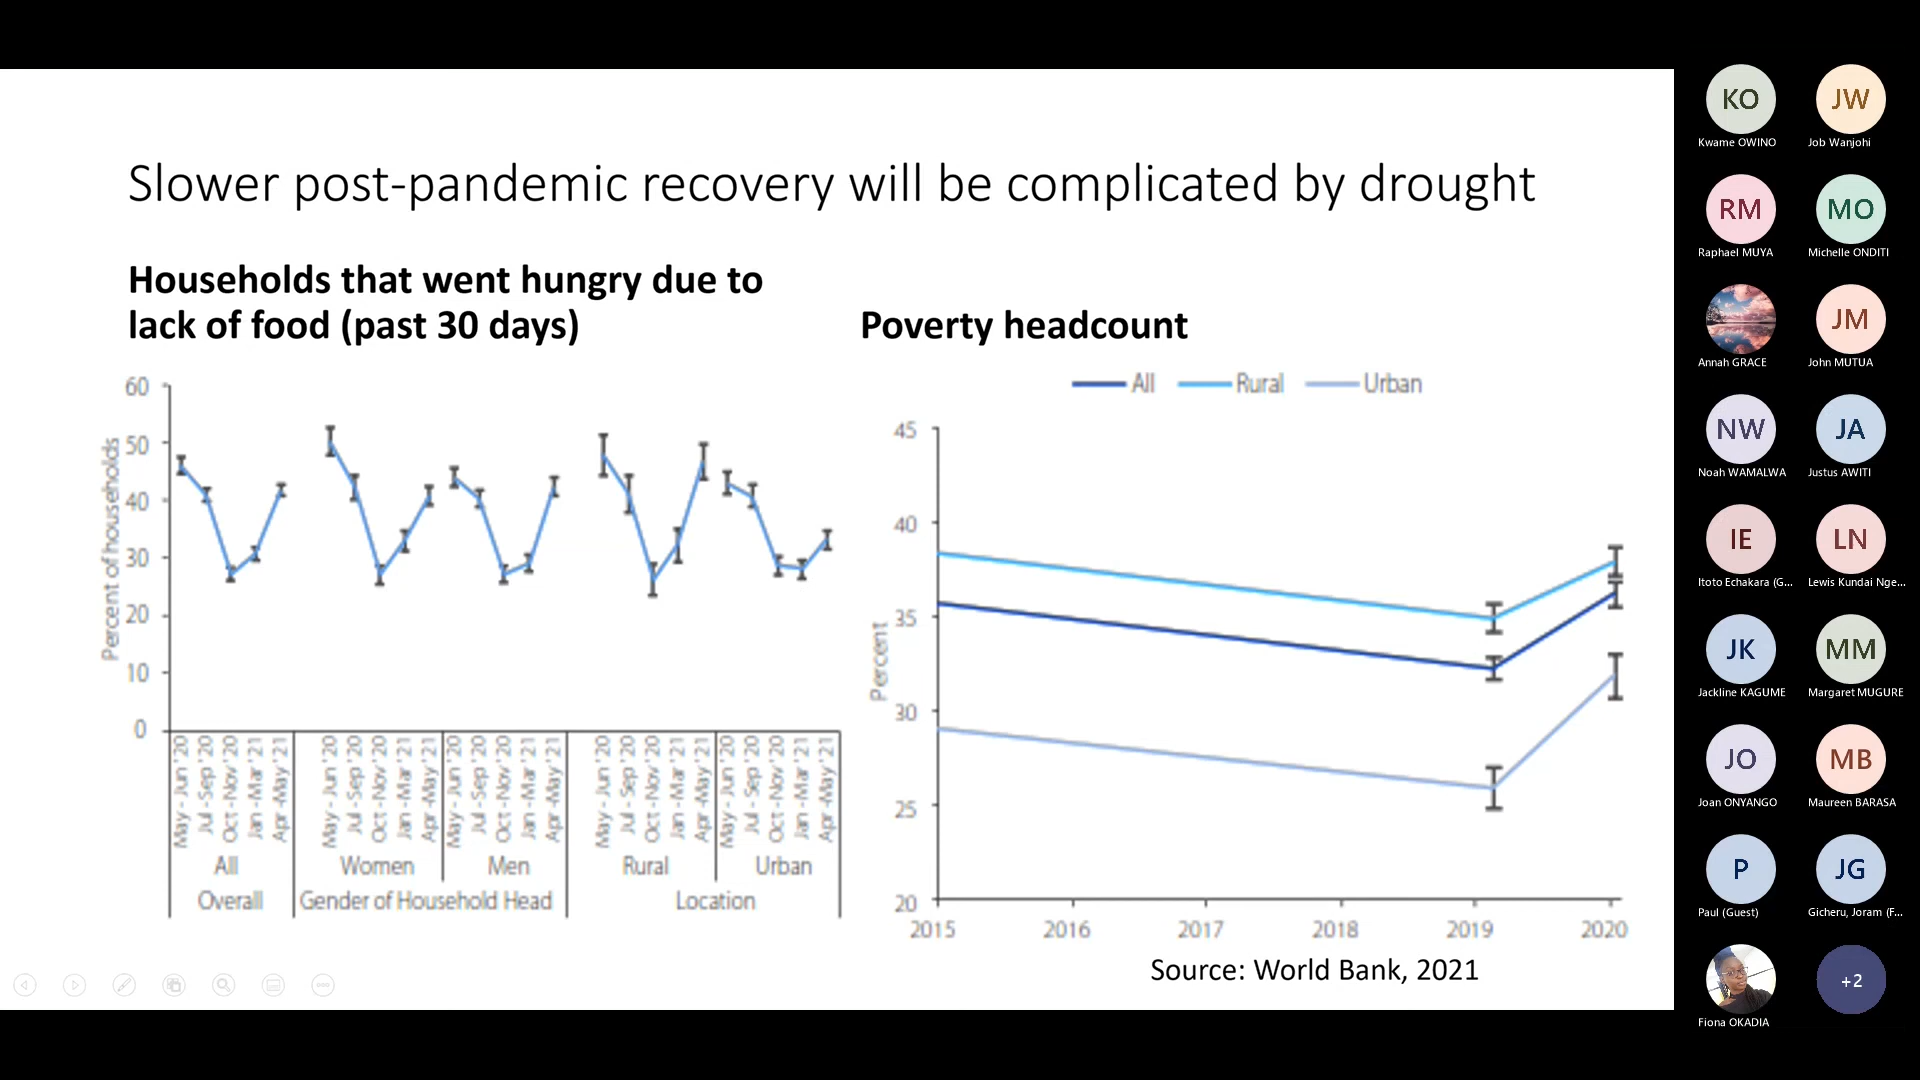 Slower post-pandemic recovery will be complicated by drought
Households that went hungry due to
lack of food (past 30 days)
Percent of households
60
50
40
30
20
10
0
May - Jun '20
Jul - Sep '20
Oct - Nov '20
Jan - Mar '21
Apr - May '21
May - Jun '20
Jul - Sep '20
Oct - Nov '20
Jan - Mar '21
Apr - May '21
May - Jun '20
Jul - Sep '20
Oct - Nov '20
Jan - Mar '21
Apr - May '21
May - Jun '20
Jul - Sep '20
Oct - Nov '20
Jan - Mar '21
Apr - May '21
May - Jun '20
Jul - Sep '20
Oct - Nov '20
Jan - Mar '21
Apr - May '21
All
Women
Men
Rural
Urban
Overall
Gender of Household Head
Location
Poverty headcount
All Rural Urban
Percent
45
40
35
30
25
20
2015 2016 2017 2018 2019 2020
Source: World Bank, 2021
KO JW
Kwame OWINO Job Wanjohi
RM MO
Raphael MUYA Michelle ONDITI
JM
Annah GRACE John MUTUA
NW JA
Noah WAMALWA Justus AWITI
IE LN
Itoto Echakara (G... Lewis Kundai Nge...
JK MM
Jackline KAGUME Margaret MUGURE
JO MB
Joan ONYANGO Maureen BARASA
P JG
Paul (Guest) Gicheru, Joram (F...
+2
Fiona OKADIA